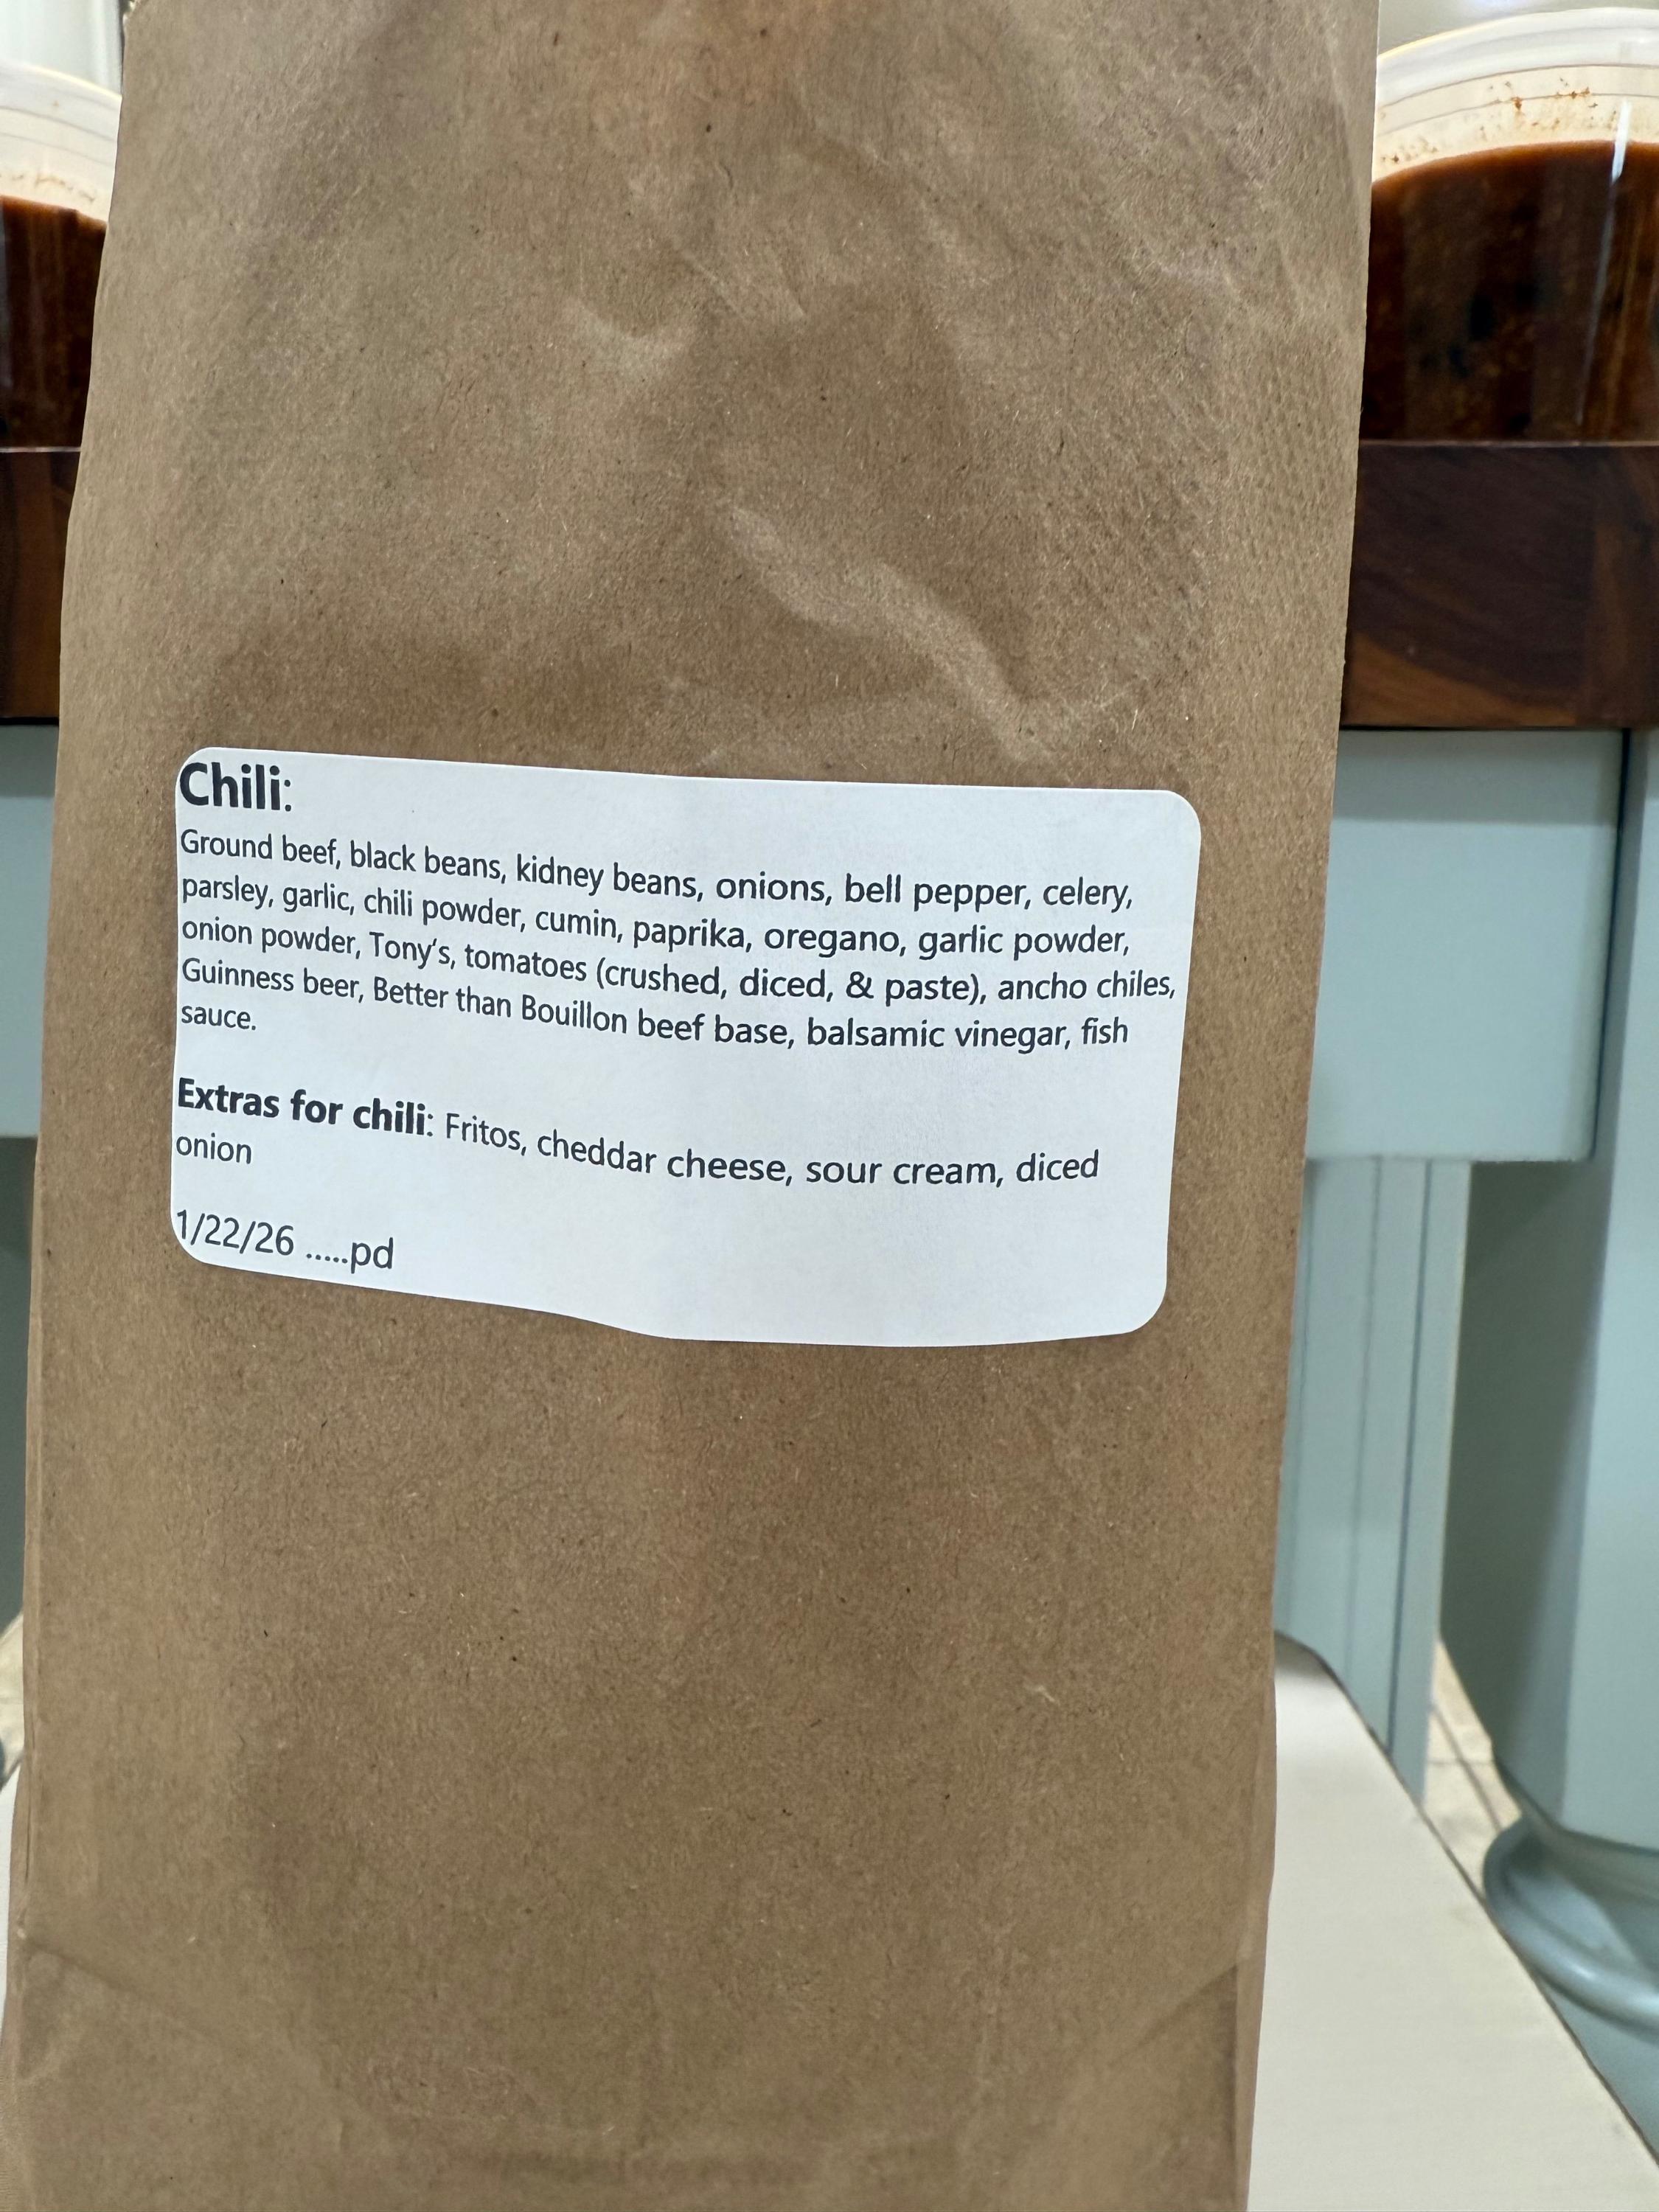 Chili:
Ground beef, black beans, kidney beans, onions, bell pepper, celery,
parsley, garlic, chili powder, cumin, paprika, oregano, garlic powder,
onion powder, Tony's, tomatoes (crushed, diced, & paste), ancho chiles,
Guinness beer, Better than Bouillon beef base, balsamic vinegar, fish
sauce.
Extras for chili: Fritos, cheddar cheese, sour cream, diced
onion
1/22/26 .....pd